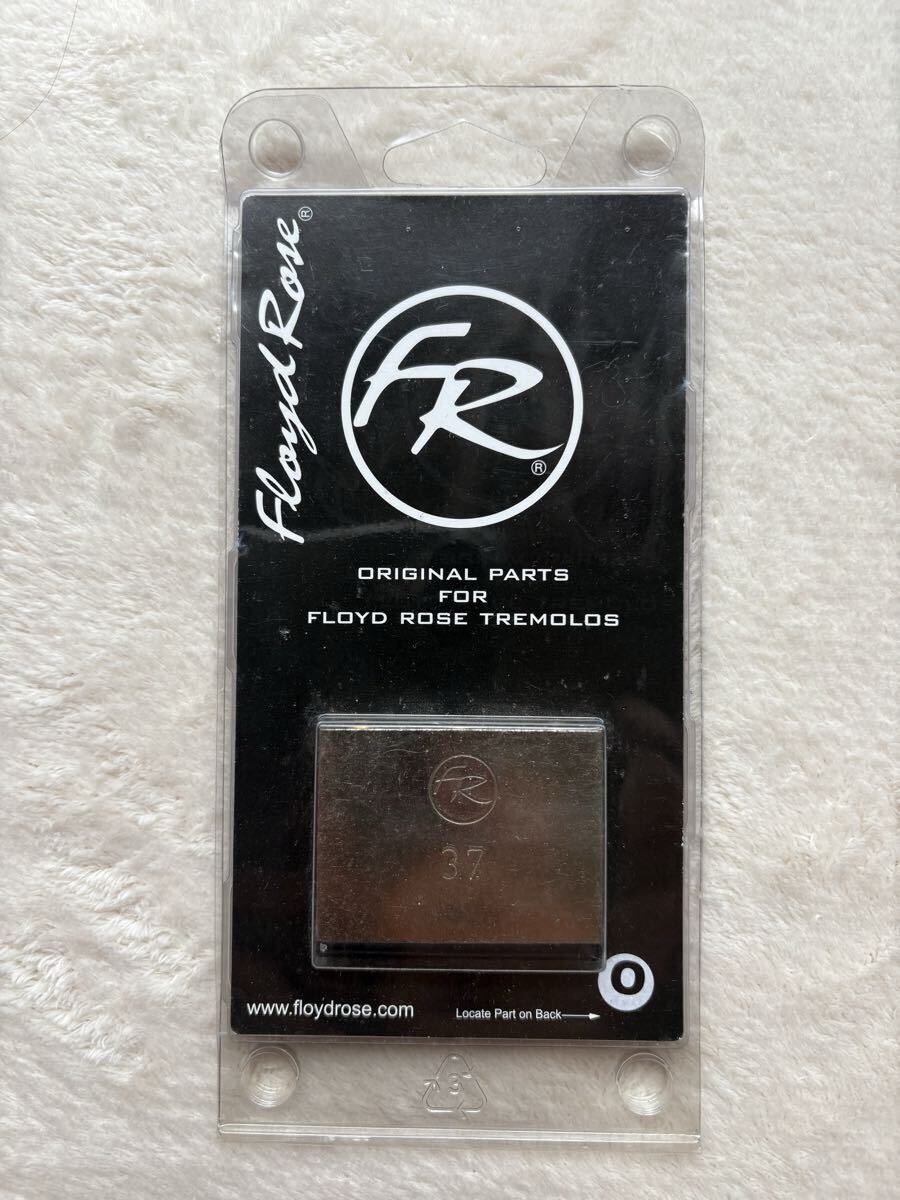 Floyd Rose®
FR®
ORIGINAL PARTS
FOR
FLOYD ROSE TREMOLOS
FR
37
O
www.floydrose.com
Locate Part on Back
3